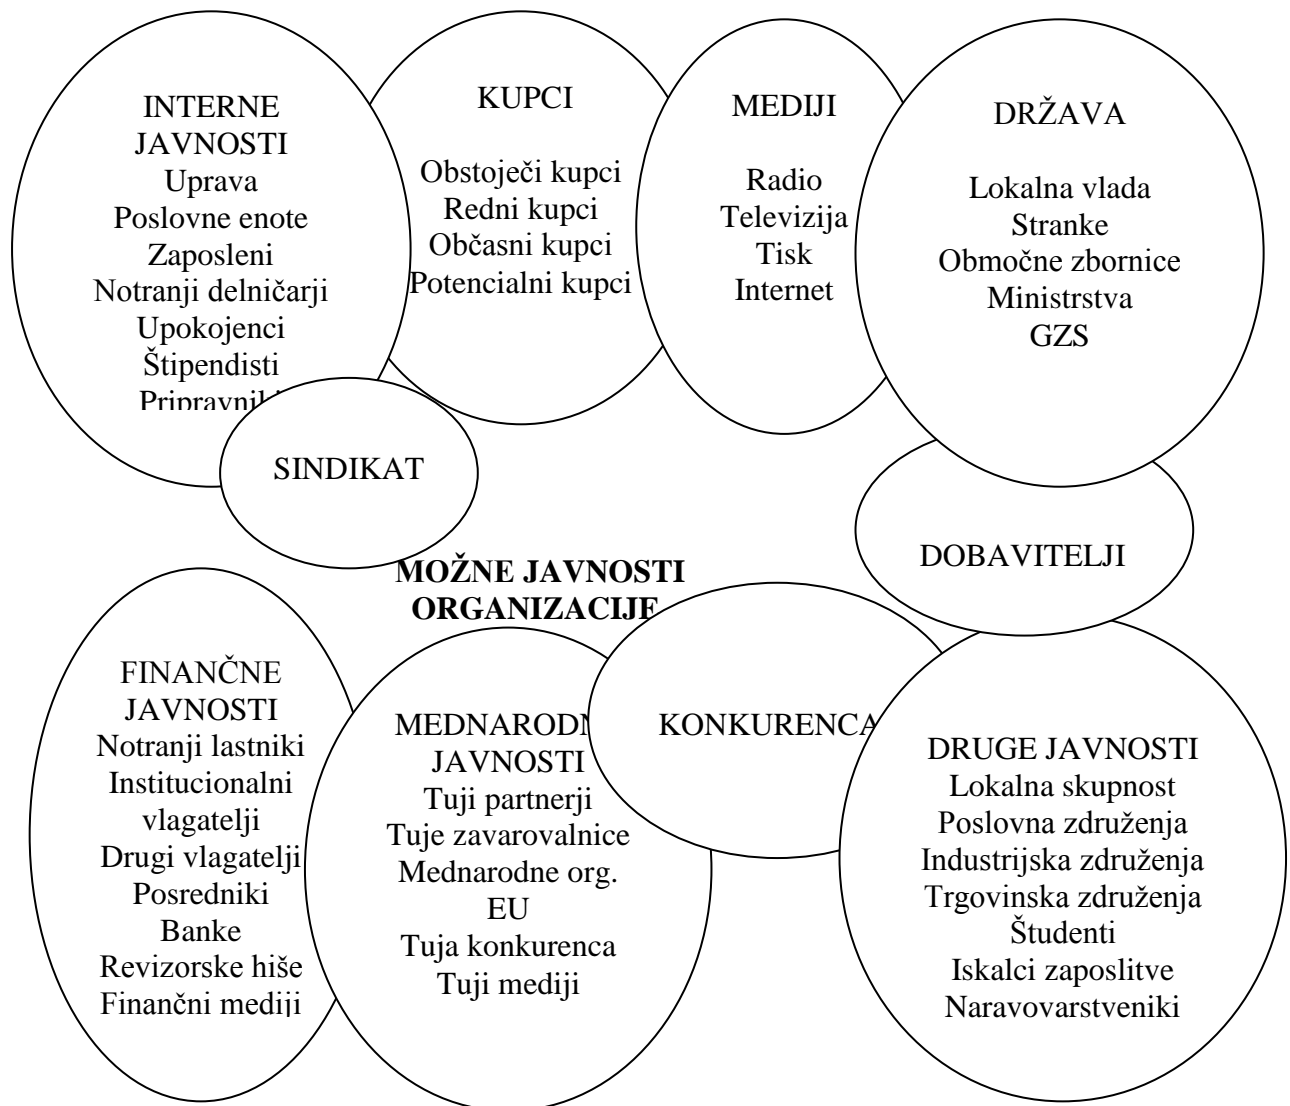 INTERNE
JAVNOSTI
Uprava
Poslovne enote
Zaposleni
Notranji delničarji
Upokojenci
Štipendisti
Pripravniki
KUPCI
Obstoječi kupci
Redni kupci
Občasni kupci
Potencialni kupci
MEDIJI
Radio
Televizija
Tisk
Internet
DRŽAVA
Lokalna vlada
Stranke
Območne zbornice
Ministrstva
GZS
SINDIKAT
DOBAVITELJI
MOŽNE JAVNOSTI
ORGANIZACIJE
FINANČNE
JAVNOSTI
Notranji lastniki
Institucionalni
vlagatelji
Drugi vlagatelji
Posredniki
Banke
Revizorske hiše
Finančni mediji
MEDNARODNE
JAVNOSTI
Tuji partnerji
Tuje zavarovalnice
Mednarodne org.
EU
Tuja konkurenca
Tuji mediji
KONKURENCA
DRUGE JAVNOSTI
Lokalna skupnost
Poslovna združenja
Industrijska združenja
Trgovinska združenja
Študenti
Iskalci zaposlitve
Naravovarstveniki